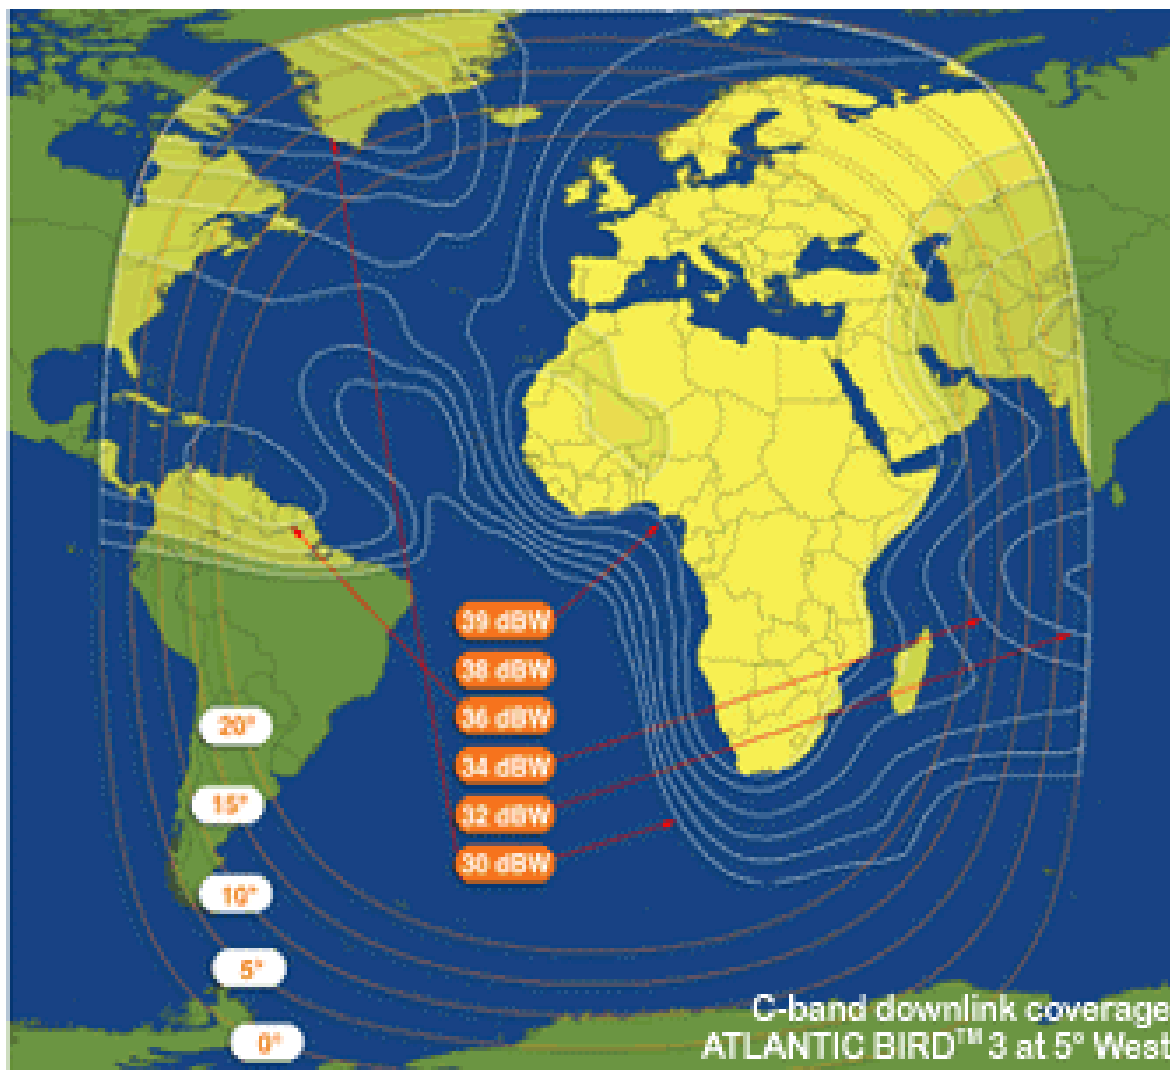 39 dBW
38 dBW
36 dBW
34 dBW
32 dBW
30 dBW
20°
15°
10°
5°
0°
C-band downlink coverage
ATLANTIC BIRD™ 3 at 5° West